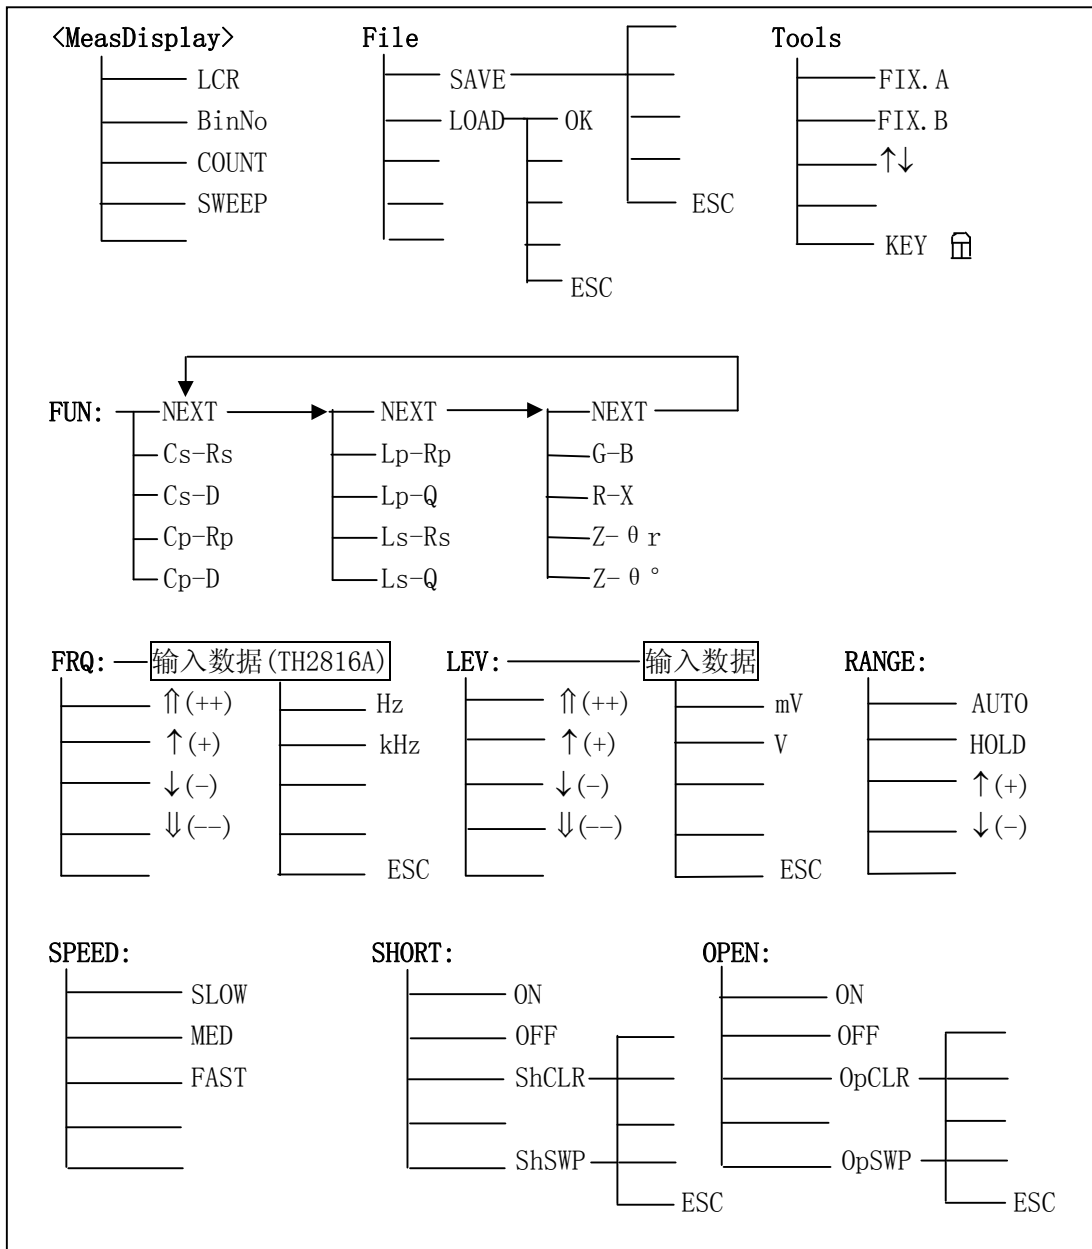 <MeasDisplay>
LCR
BinNo
COUNT
SWEEP
File
SAVE
ESC
LOAD
OK
ESC
Tools
FIX.A
FIX.B
↑↓
KEY
FUN:
NEXT
Cs-Rs
Cs-D
Cp-Rp
Cp-D
NEXT
Lp-Rp
Lp-Q
Ls-Rs
Ls-Q
NEXT
G-B
R-X
Z-θr
Z-θ°
FRQ:
输入数据(TH2816A)
⇑(++)
↑(+)
↓(-)
⇓(--)
Hz
kHz
ESC
LEV:
输入数据
⇑(++)
↑(+)
↓(-)
⇓(--)
mV
V
ESC
RANGE:
AUTO
HOLD
↑(+)
↓(-)
SPEED:
SLOW
MED
FAST
SHORT:
ON
OFF
ShCLR
ShSWP
ESC
OPEN:
ON
OFF
OpCLR
OpSWP
ESC